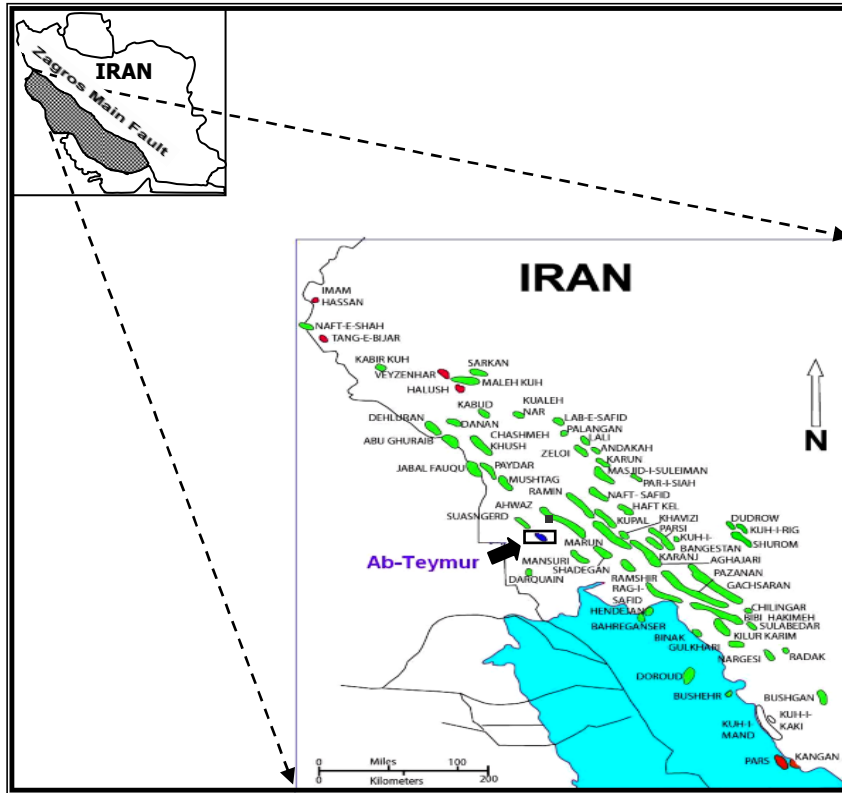 IRAN
Zagros Main Fault
IRAN
IMAM
HASSAN
NAFT-E-SHAH
TANG-E-BIJAR
KABIR KUH
SARKAN
VEYZENHAR
MALEH KUH
HALUSH
KABUD
KUALEH
NAR
LAB-E-SAFID
DEHLURAN
DANAN
PALANGAN
ABU GHURAIB
CHASHMEH
KHUSH
LALI
ZELOI
ANDAKAH
KARUN
JABAL FAUQU
PAYDAR
MASJID-I-SULEIMAN
MUSHTAG
PAR-I-SIAH
RAMIN
NAFT- SAFID
AHWAZ
HAFT KEL
SUASNGERD
KUPAL
KHAVIZI
DUDROW
PARSI
KUH-I-RIG
KUH-I-
BANGESTAN
SHUROM
Ab-Teymur
MARUN
KARANJ
AGHAJARI
MANSURI
SHADEGAN
PAZANAN
DARQUAIN
RAMSHIR
GACHSARAN
RAG-I-
SAFID
HENDEJAN
CHILINGAR
BIBI HAKIMEH
BAHREGANSER
SULABEDAR
BINAK
KILUR KARIM
GULKHARI
NARGESI
RADAK
DOROUD
BUSHEHR
BUSHGAN
KUH-I-
KAKI
KUH-I-
MAND
PARS
KANGAN
N
0 Miles 100
0 Kilometers 200